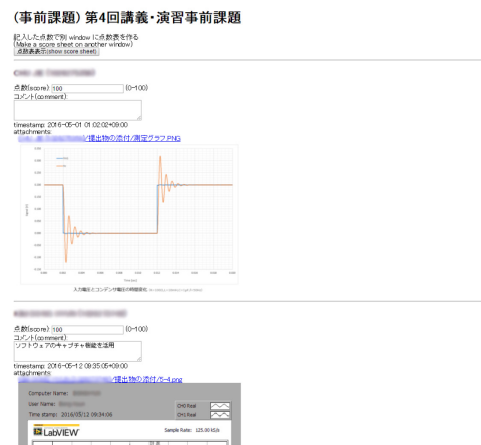 (事前課題) 第4回講義・演習事前課題
記入した点数で別 window に点数表を作る
(Make a score sheet on another window)
点数表表示(show score sheet)
点数(score): 100 (0-100)
コメント(comment):
timestamp: 2016-05-01 01:02:02+09:00
attachments:
/提出物の添付/測定グラフ.PNG
入力電圧とコンデンサ電圧の時間変化
点数(score): 100 (0-100)
コメント(comment):
ソフトウェアのキャプチャ機能を活用
timestamp: 2016-05-12 09:35:05+09:00
attachments:
/提出物の添付/5-4.png
Computer Name:
User Name:
CH0 Real
Time stamp: 2016/05/12 09:34:06
CH1 Real
LabVIEW
Sample Rate: 125.00 kS/s